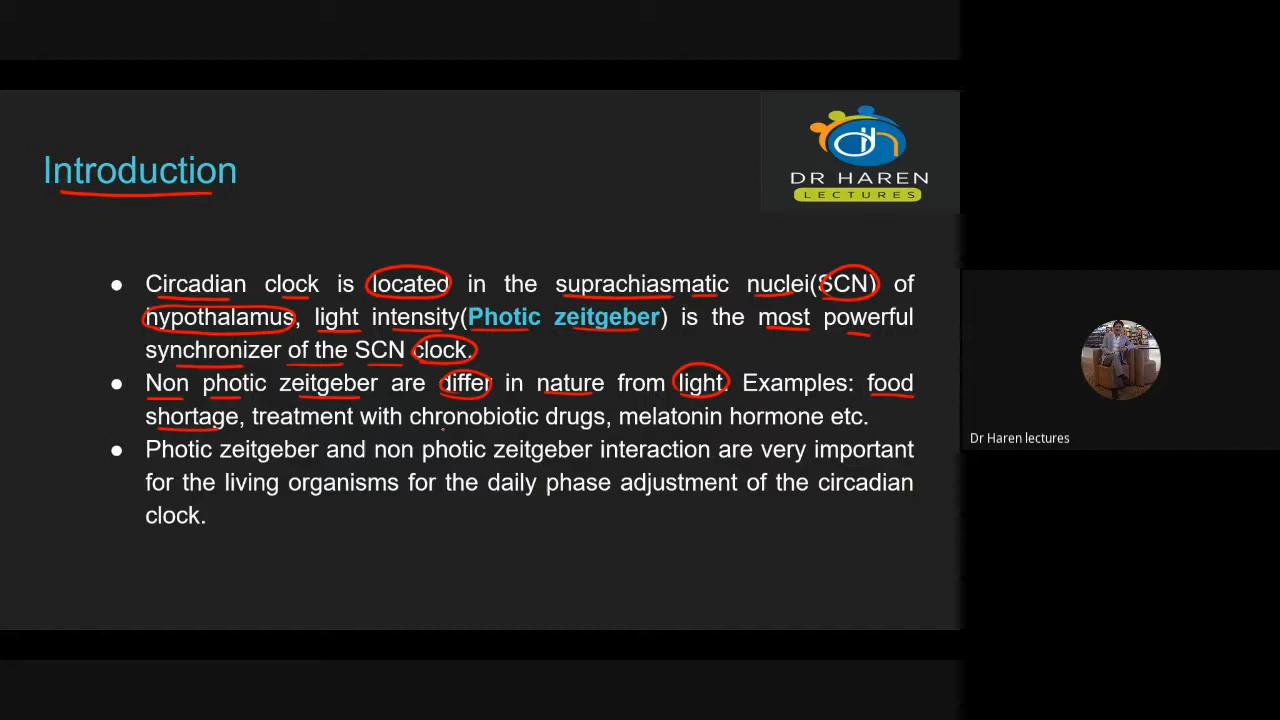 DR HAREN
LECTURES
Introduction
● Circadian clock is located in the suprachiasmatic nuclei(SCN) of
hypothalamus, light intensity(Photic zeitgeber) is the most powerful
synchronizer of the SCN clock.
● Non photic zeitgeber are differ in nature from light. Examples: food
shortage, treatment with chronobiotic drugs, melatonin hormone etc.
● Photic zeitgeber and non photic zeitgeber interaction are very important
for the living organisms for the daily phase adjustment of the circadian
clock.
Dr Haren lectures